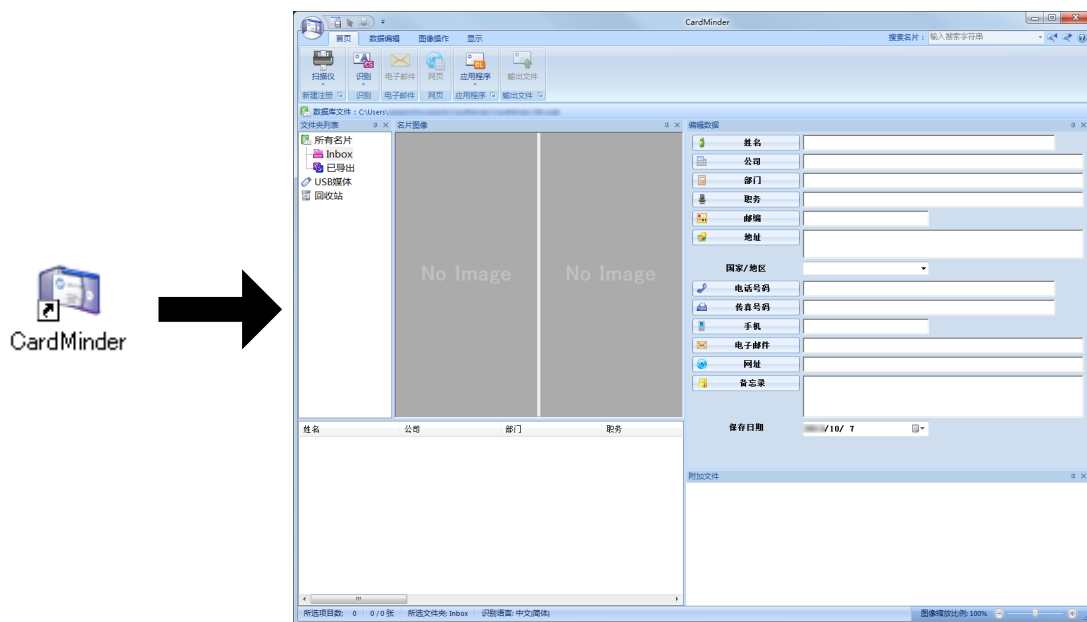 CardMinder
CardMinder
首页 数据编辑 图像操作 显示 搜索名片： 输入搜索字符串
扫描仪 识别 电子邮件 网页 应用程序 输出文件
新建注册 识别 电子邮件 网页 应用程序 输出文件
数据库文件：C:\Users\
文件夹列表 名片图像 编辑数据
所有名片
Inbox
已导出
USB媒体
回收站
No Image No Image
姓名
公司
部门
职务
邮编
地址
国家/地区
电话号码
传真号码
手机
电子邮件
网址
备忘录
保存日期 /10/ 7
姓名 公司 部门 职务
附加文件
所选项目数: 0 0/0张 所选文件夹: Inbox 识别语言: 中文(简体) 图像缩放比例: 100%